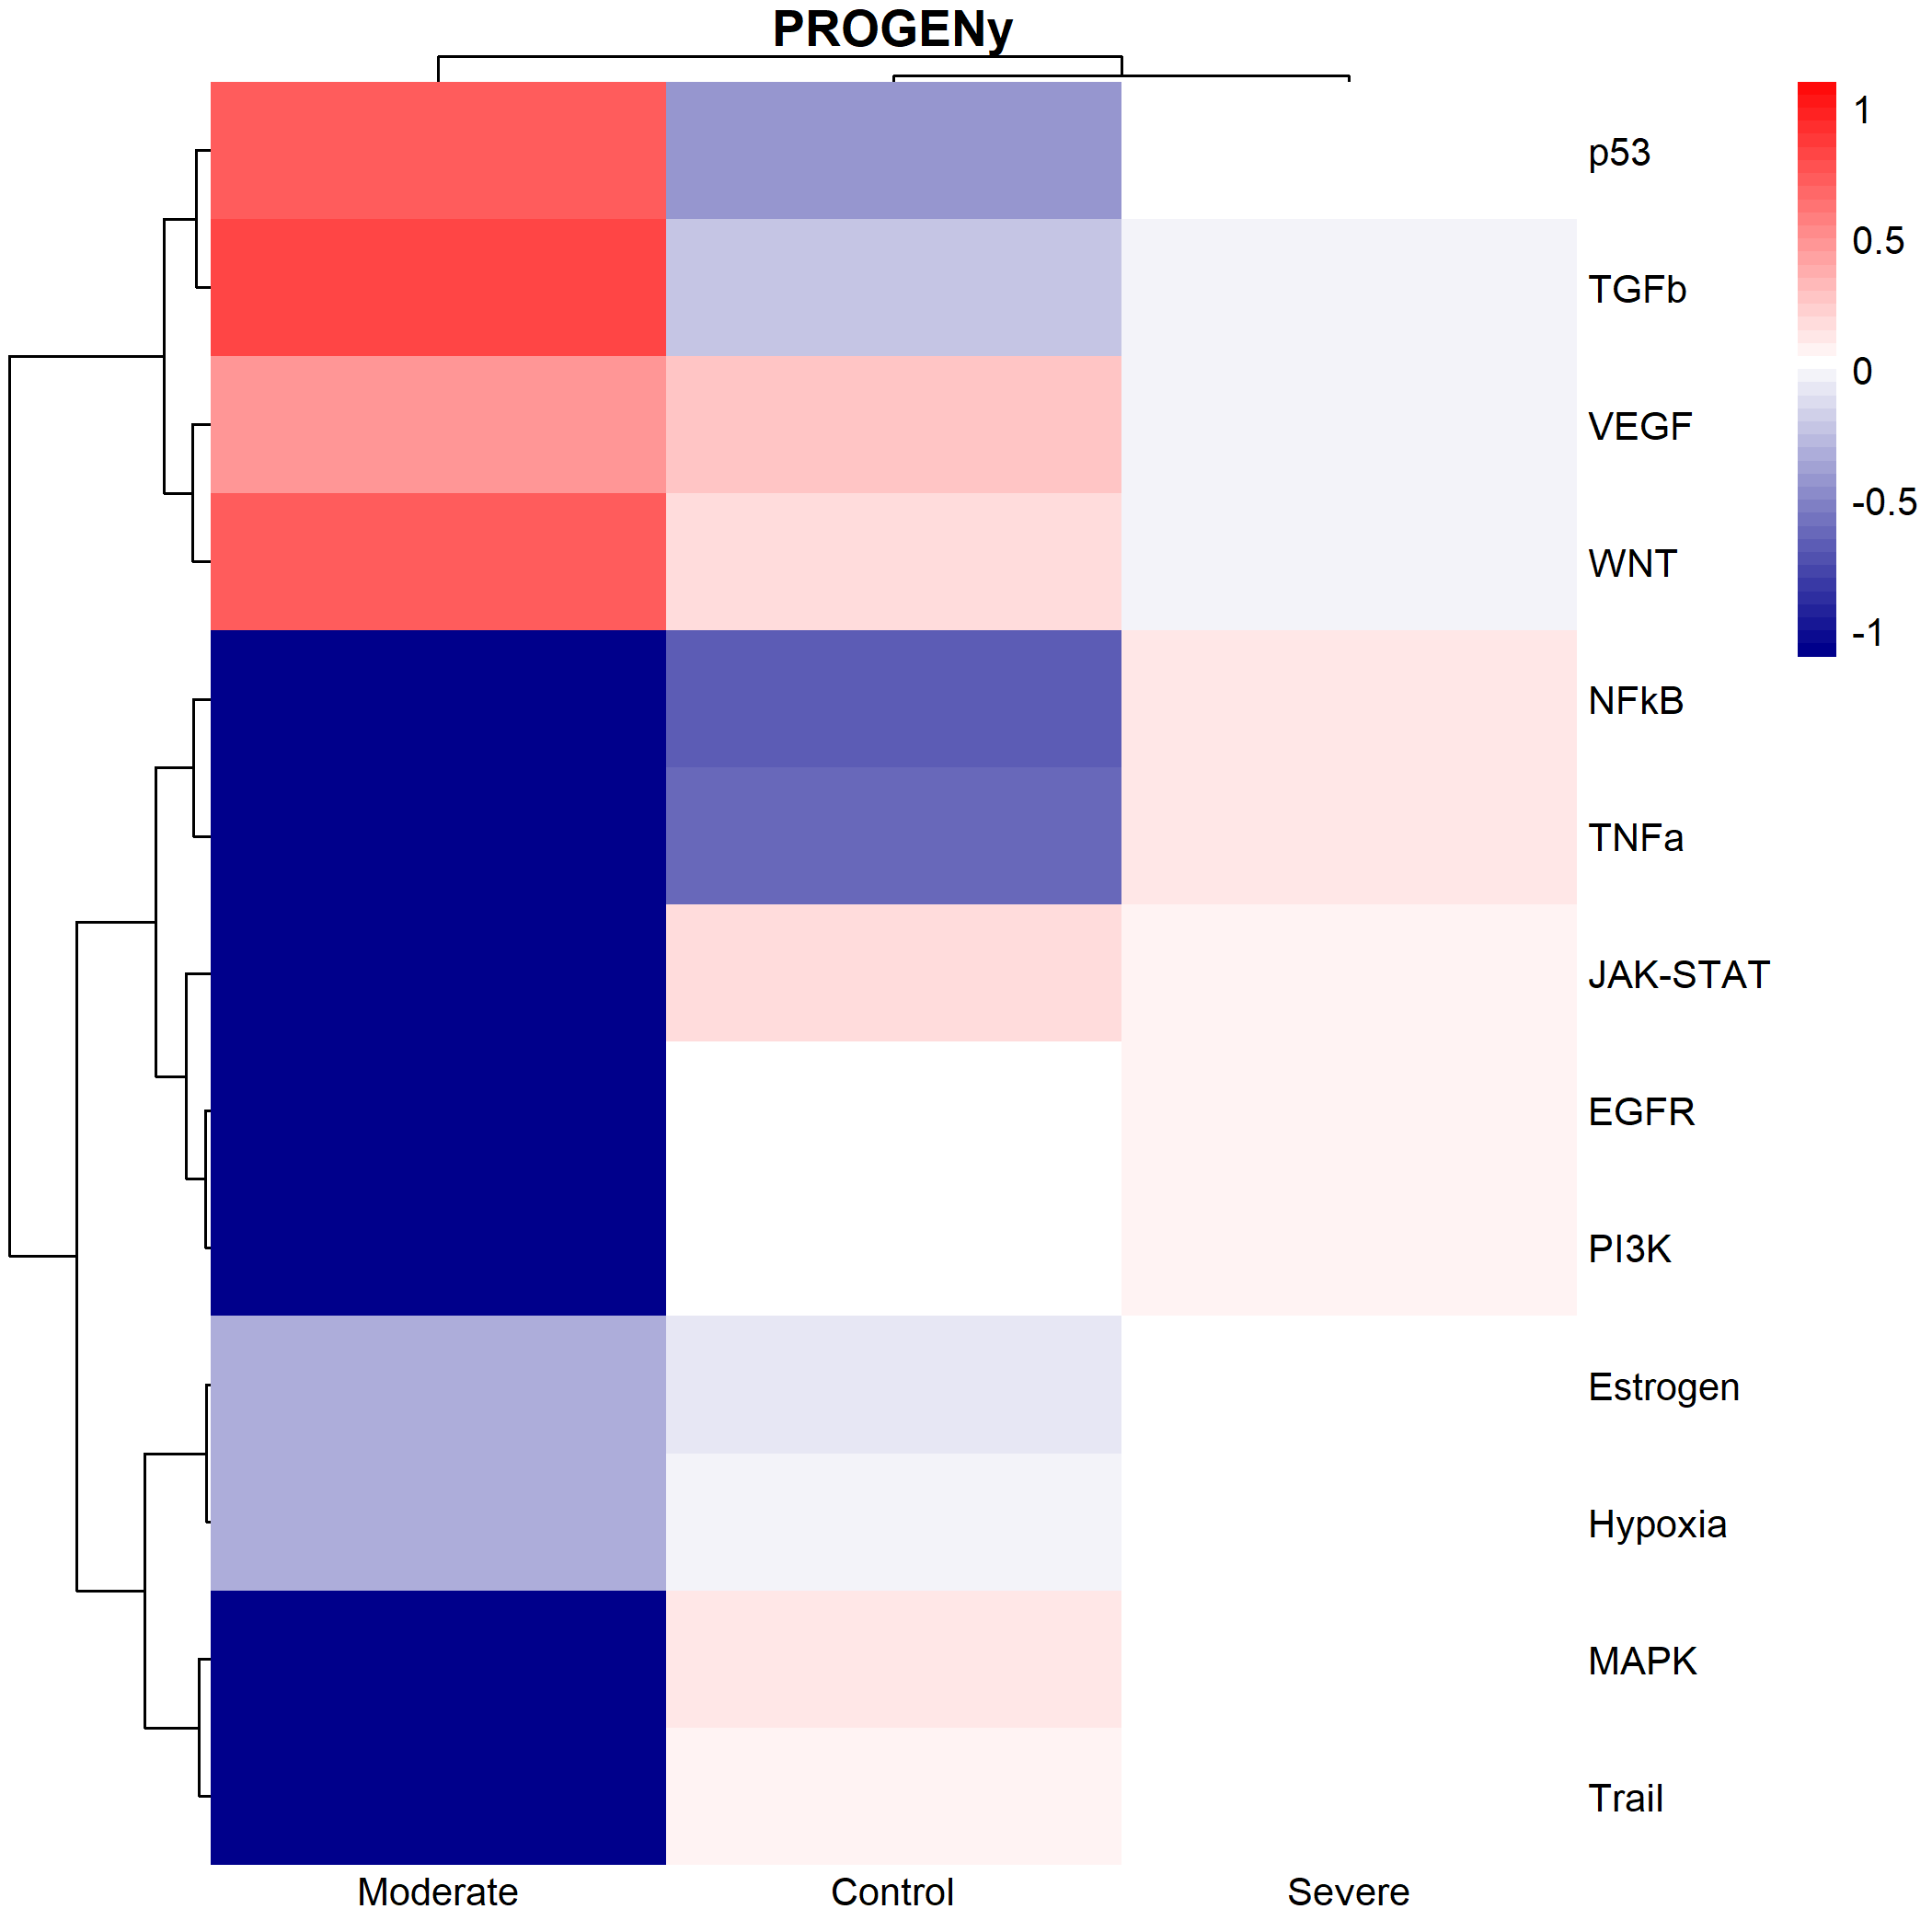 PROGENy
1
0.5
0
-0.5
-1
p53
TGFb
VEGF
WNT
NFkB
TNFa
JAK-STAT
EGFR
PI3K
Estrogen
Hypoxia
MAPK
Trail
Moderate Control Severe